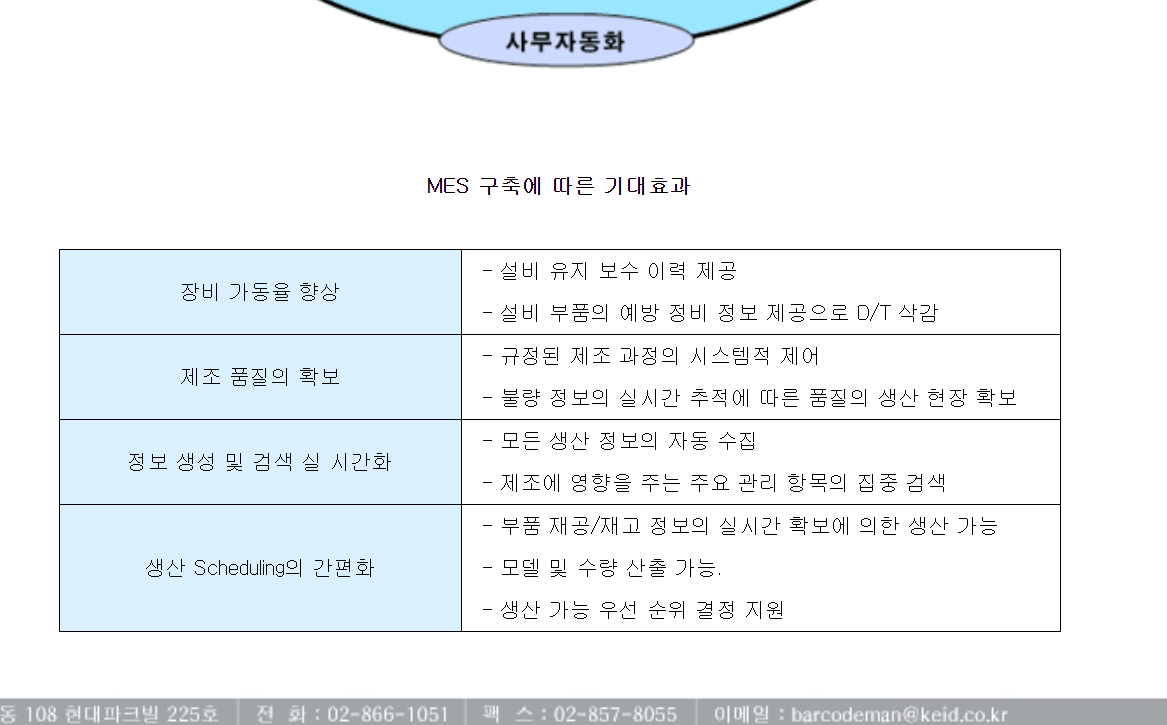 사무자동화
MES 구축에 따른 기대효과
장비 가동율 향상
- 설비 유지 보수 이력 제공
- 설비 부품의 예방 정비 정보 제공으로 D/T 삭감
제조 품질의 확보
- 규정된 제조 과정의 시스템적 제어
- 불량 정보의 실시간 추적에 따른 품질의 생산 현장 확보
정보 생성 및 검색 실 시간화
- 모든 생산 정보의 자동 수집
- 제조에 영향을 주는 주요 관리 항목의 집중 검색
생산 Scheduling의 간편화
- 부품 재공/재고 정보의 실시간 확보에 의한 생산 가능
- 모델 및 수량 산출 가능.
- 생산 가능 우선 순위 결정 지원
동 108 현대파크빌 225호 전 화 : 02-866-1051 팩 스 : 02-857-8055 이메일 : barcodeman@keid.co.kr